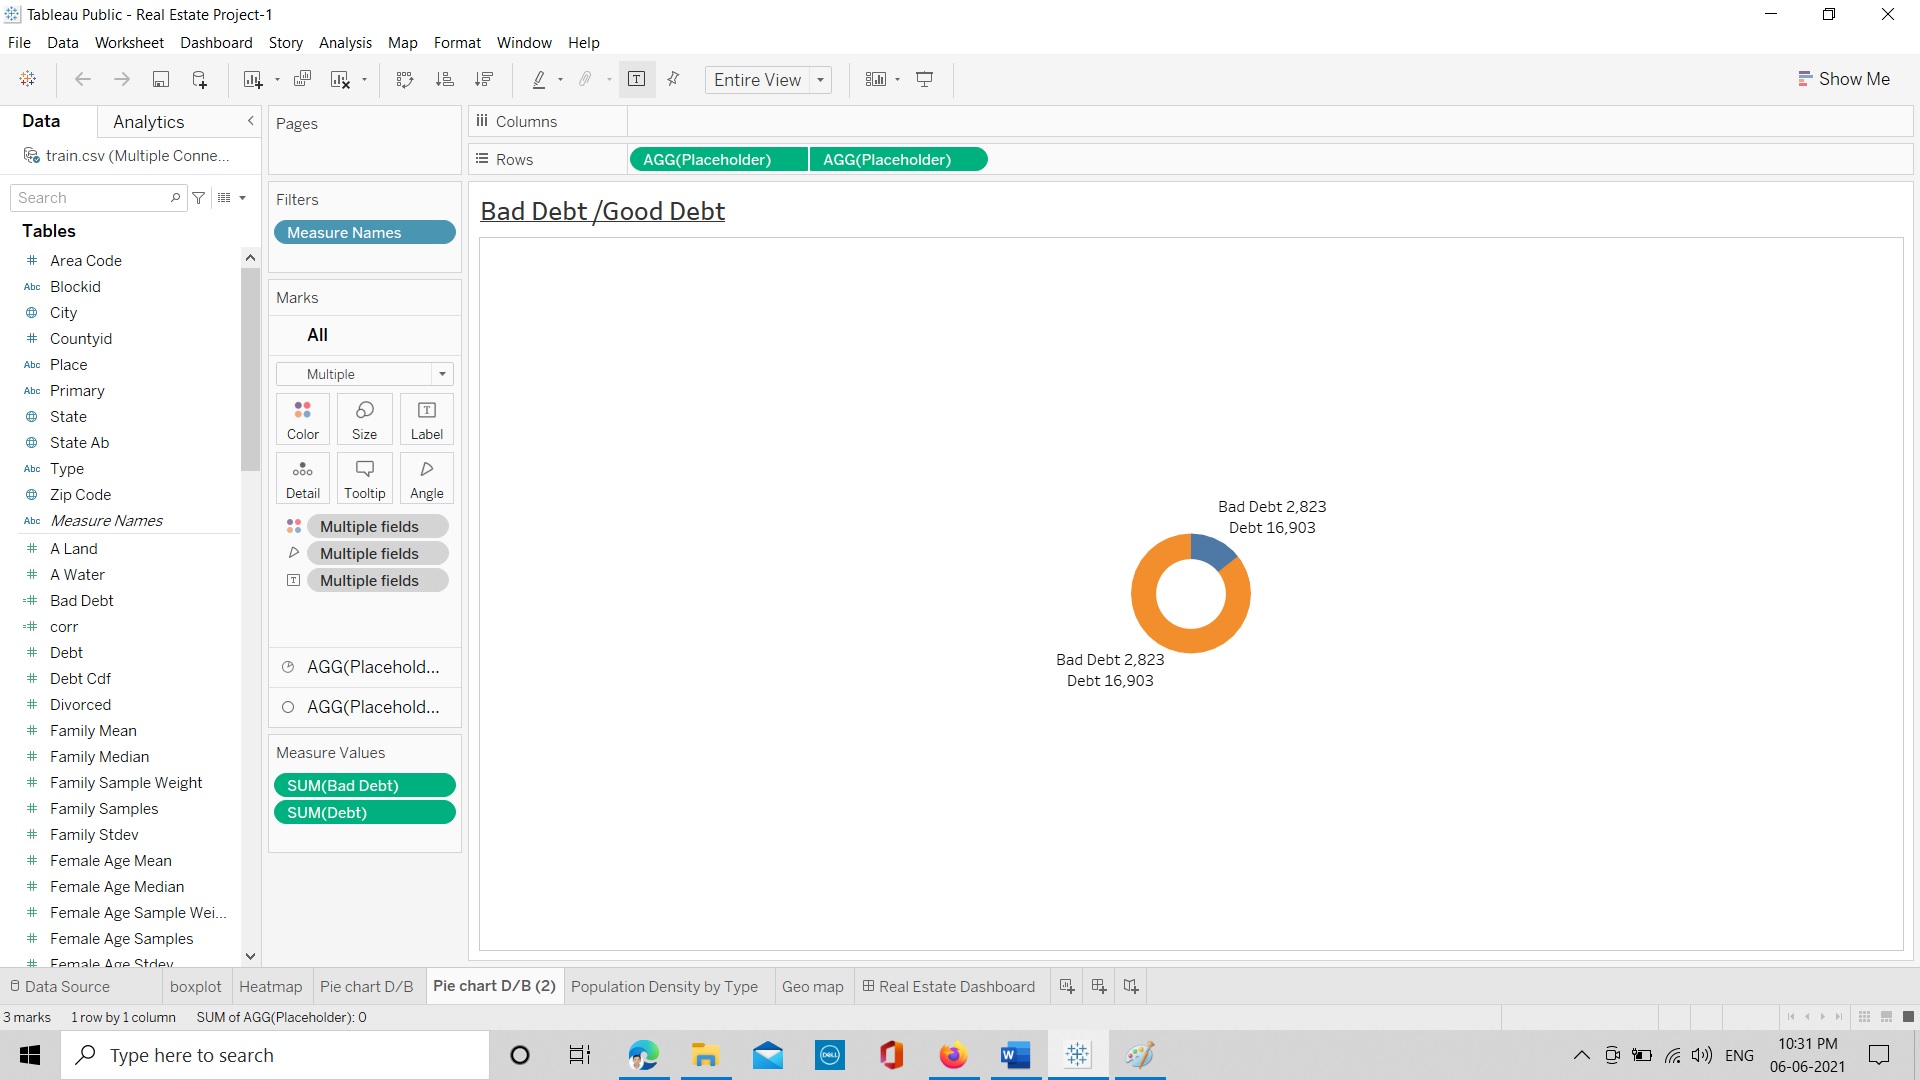 Tableau Public - Real Estate Project-1
File Data Worksheet Dashboard Story Analysis Map Format Window Help
Entire View
Show Me
Data Analytics
train.csv (Multiple Conne...
Search
Tables
Area Code
Abc Blockid
City
Countyid
Abc Place
Abc Primary
State
State Ab
Abc Type
Zip Code
Abc Measure Names
A Land
A Water
Bad Debt
corr
Debt
Debt Cdf
Divorced
Family Mean
Family Median
Family Sample Weight
Family Samples
Family Stdev
Female Age Mean
Female Age Median
Female Age Sample Wei...
Female Age Samples
Female Age Stdev
Pages
Filters
Measure Names
Marks
All
Multiple
Color Size Label
Detail Tooltip Angle
Multiple fields
Multiple fields
Multiple fields
AGG(Placehold...
AGG(Placehold...
Measure Values
SUM(Bad Debt)
SUM(Debt)
Columns
Rows AGG(Placeholder) AGG(Placeholder)
Bad Debt /Good Debt
Bad Debt 2,823
Debt 16,903
Bad Debt 2,823
Debt 16,903
Data Source boxplot Heatmap Pie chart D/B Pie chart D/B (2) Population Density by Type Geo map Real Estate Dashboard
3 marks 1 row by 1 column SUM of AGG(Placeholder): 0
Type here to search
DELL
W
ENG
10:31 PM
06-06-2021